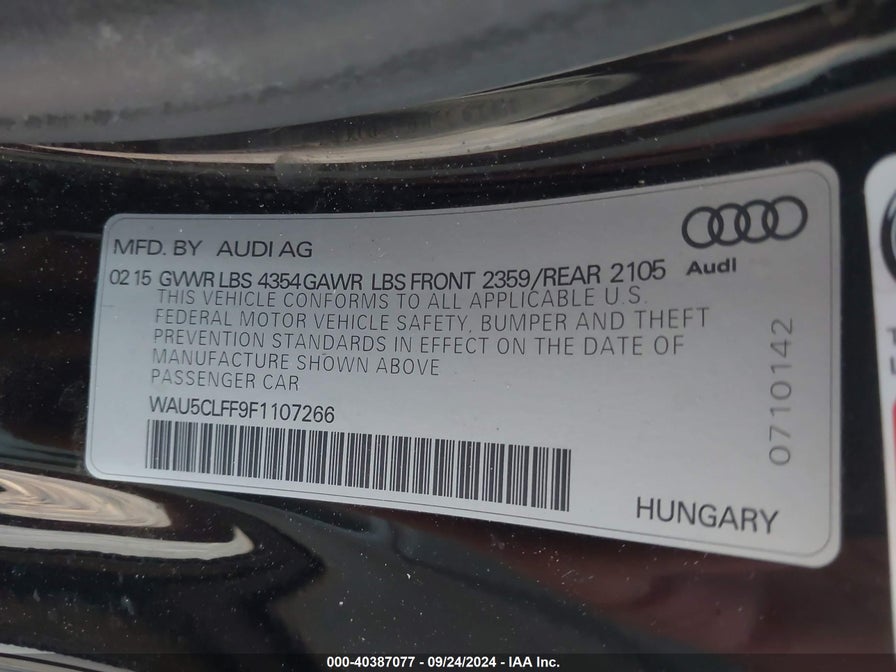 MFD. BY AUDI AG
Audi
02 15 GVWR LBS 4354 GAWR LBS FRONT 2359/REAR 2105
THIS VEHICLE CONFORMS TO ALL APPLICABLE U.S.
FEDERAL MOTOR VEHICLE SAFETY, BUMPER AND THEFT
PREVENTION STANDARDS IN EFFECT ON THE DATE OF
MANUFACTURE SHOWN ABOVE
PASSENGER CAR
WAU5CLFF9F1107266
0710142
HUNGARY
000-40387077 - 09/24/2024 - IAA Inc.